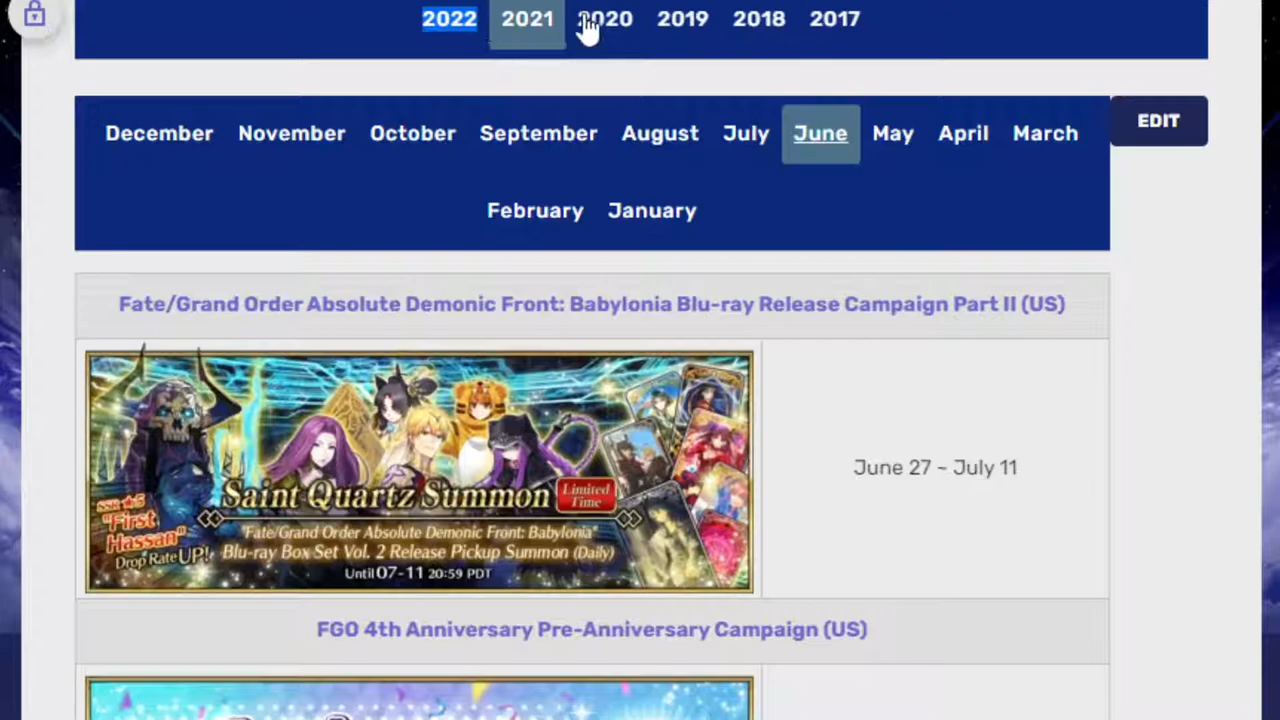 2022 2021 2020 2019 2018 2017
December November October September August July June May April March
EDIT
February January
Fate/Grand Order Absolute Demonic Front: Babylonia Blu-ray Release Campaign Part II (US)
Saint Quartz Summon Limited Time
SSR ★5
"First Hassan"
Drop Rate UP!
"Fate/Grand Order Absolute Demonic Front: Babylonia"
Blu-ray Box Set Vol. 2 Release Pickup Summon (Daily)
Until 07-11 20:59 PDT
June 27 ~ July 11
FGO 4th Anniversary Pre-Anniversary Campaign (US)